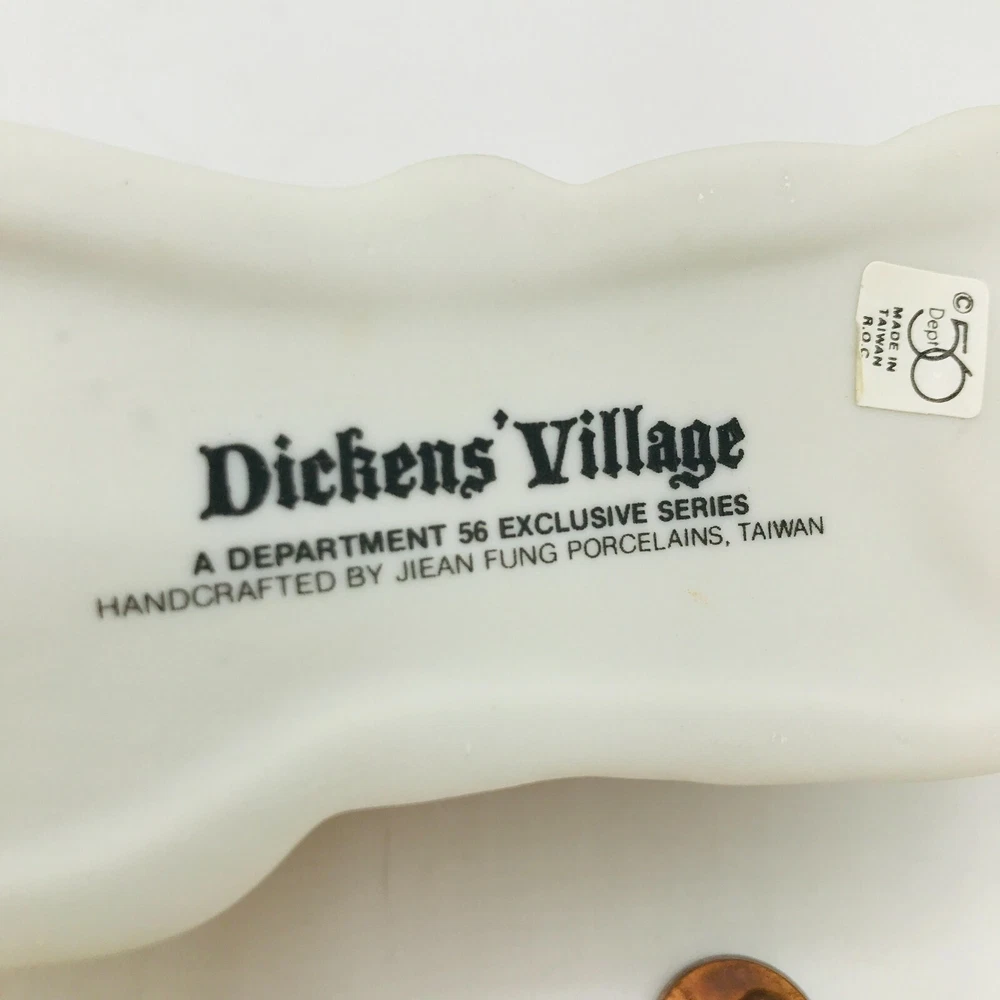 Dickens' Village
A DEPARTMENT 56 EXCLUSIVE SERIES
HANDCRAFTED BY JIEAN FUNG PORCELAINS, TAIWAN
©
Dept 56
MADE IN
TAIWAN
R.O.C